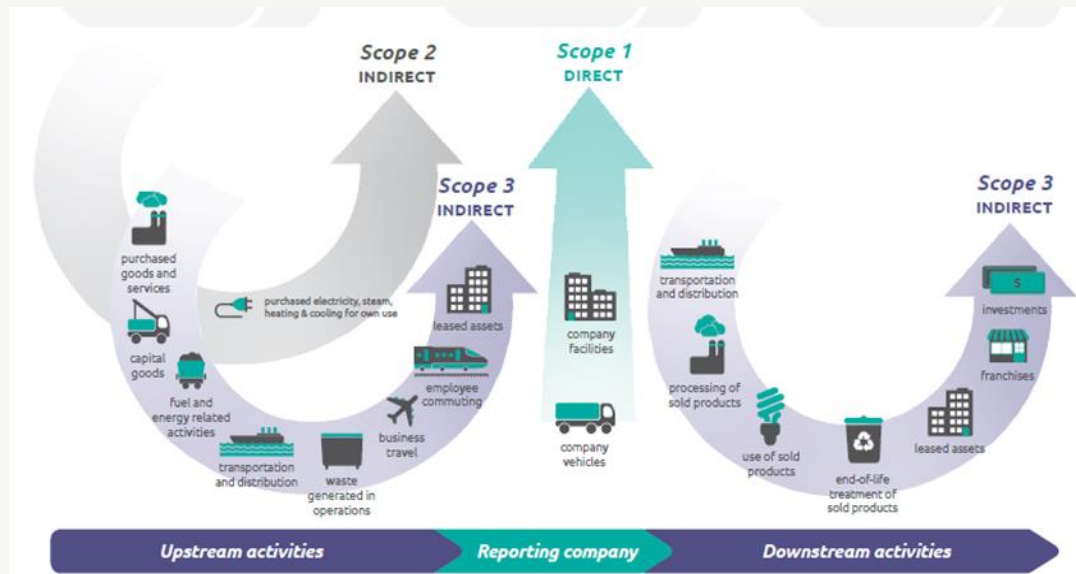 Scope 2
INDIRECT
Scope 1
DIRECT
Scope 3
INDIRECT
Scope 3
INDIRECT
purchased
goods and
services
capital
goods
fuel and
energy related
activities
purchased electricity, steam,
heating & cooling for own use
transportation
and distribution
waste
generated in
operations
business
travel
employee
commuting
leased assets
company
facilities
company
vehicles
transportation
and distribution
processing of
sold products
use of sold
products
end-of-life
treatment of
sold products
leased assets
franchises
$
investments
Upstream activities
Reporting company
Downstream activities